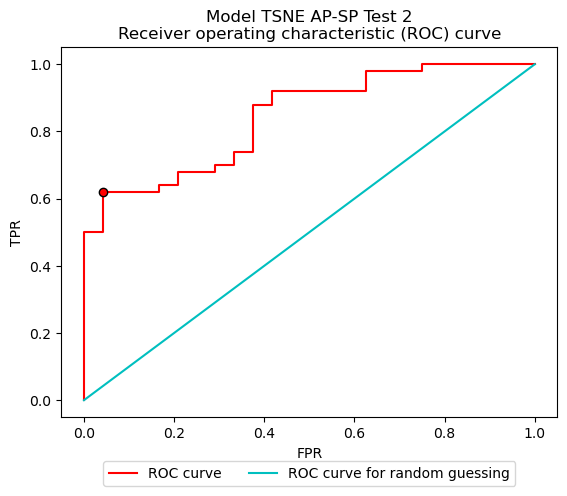 Model TSNE AP-SP Test 2
Receiver operating characteristic (ROC) curve
1.0
0.8
0.6
0.4
0.2
0.0
TPR
0.0 0.2 0.4 0.6 0.8 1.0
FPR
ROC curve ROC curve for random guessing